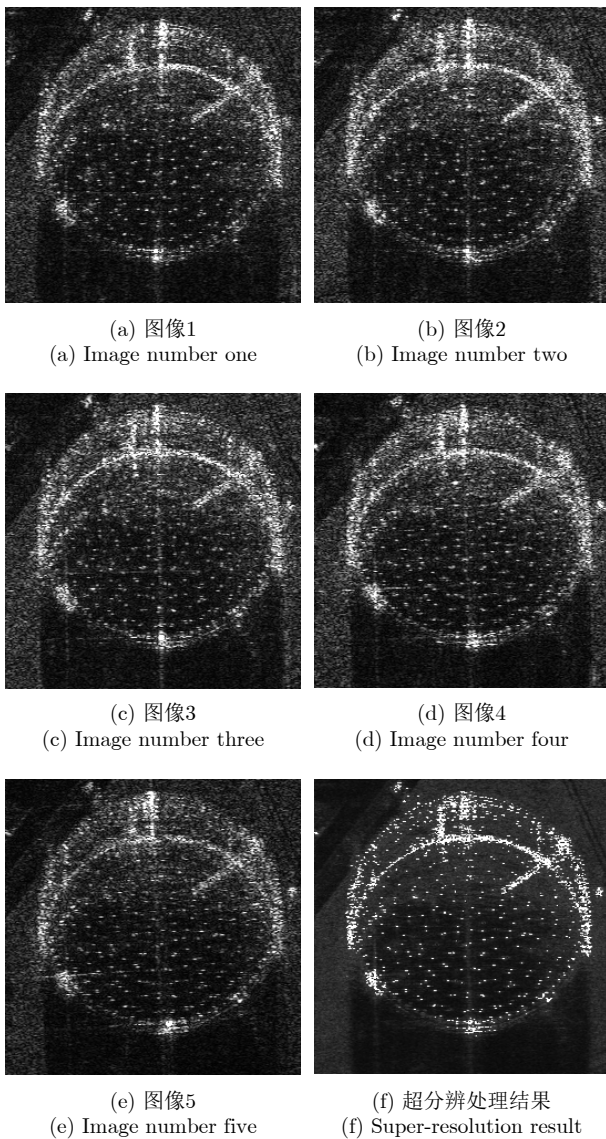 (a) 图像1
(a) Image number one
(b) 图像2
(b) Image number two
(c) 图像3
(c) Image number three
(d) 图像4
(d) Image number four
(e) 图像5
(e) Image number five
(f) 超分辨处理结果
(f) Super-resolution result